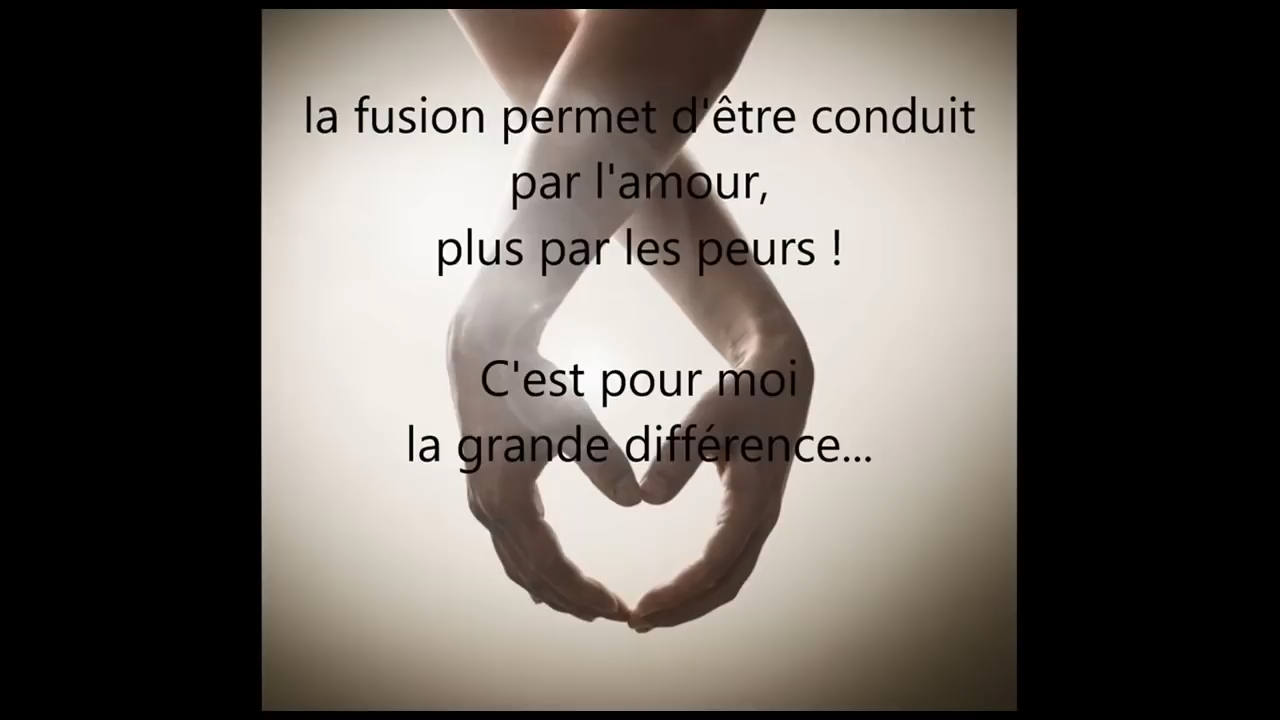 la fusion permet d'être conduit
par l'amour,
plus par les peurs !
C'est pour moi
la grande différence...